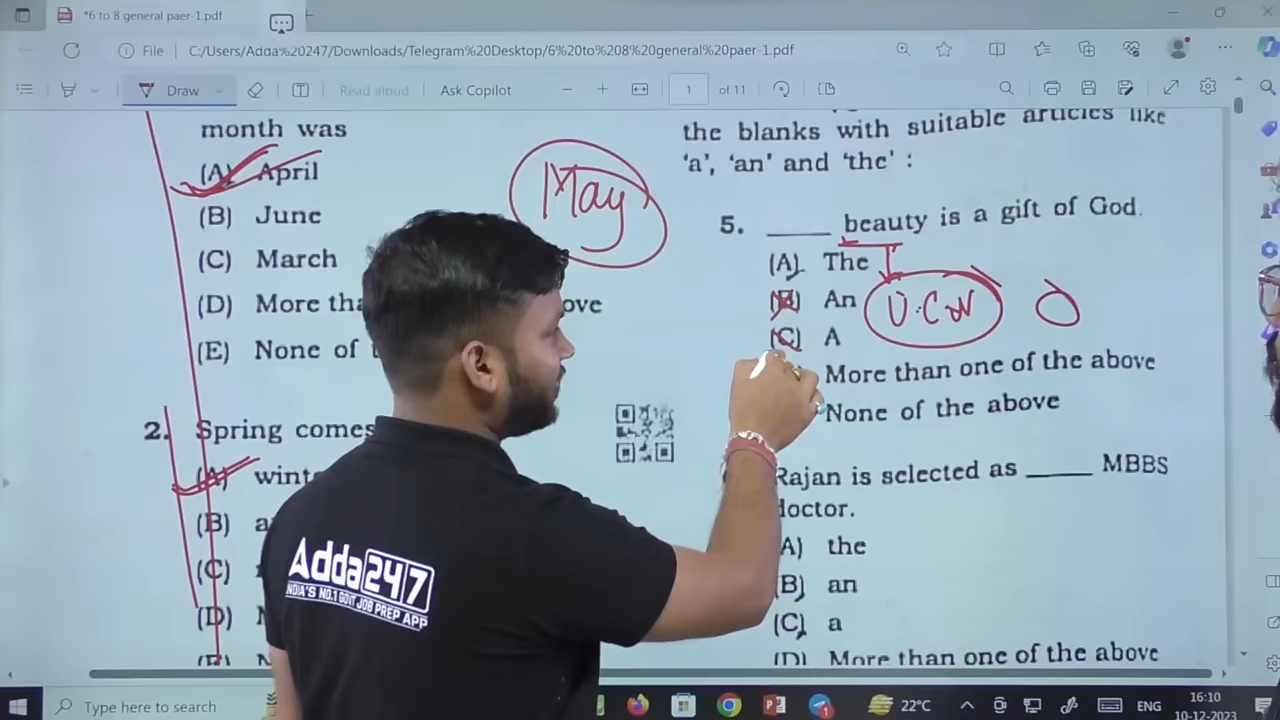 *6 to 8 general paer-1.pdf
File
C:/Users/Adda%20247/Downloads/Telegram%20Desktop/6%20to%208%20general%20paer-1.pdf
Draw
Read aloud
Ask Copilot
1
of 11
month was
(A) April
(B) June
(C) March
(D) More
ove
(E) None of
May
2. Spring comes
(A)
(B)
(C)
(D)
the blanks with suitable articles like
'a', 'an' and 'the' :
5. ____ beauty is a gift of God.
(A) The
(B) An
(C) A
More than one of the above
None of the above
U.C.N
Rajan is selected as ____ MBBS
doctor.
(A) the
(B) an
(C) a
(D) More than one of the above
Adda247
INDIA'S NO.1 GOVT JOB PREP APP
Type here to search
22°C
ENG
16:10
10-12-2023